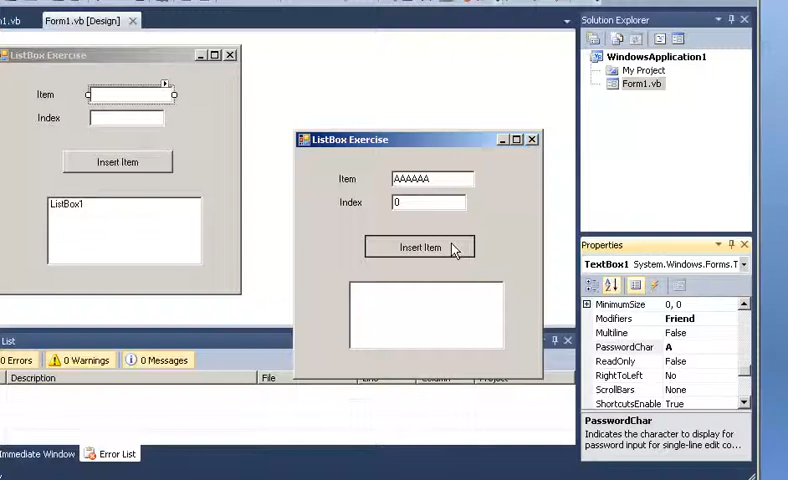 m1.vb
Form1.vb [Design]
ListBox Exercise
Item
Index
Insert Item
ListBox1
ListBox Exercise
Item
AAAAAA
Index
0
Insert Item
List
0 Errors
0 Warnings
0 Messages
Description
File
Line
Column
Project
Immediate Window
Error List
Solution Explorer
WindowsApplication1
My Project
Form1.vb
Properties
TextBox1 System.Windows.Forms.T
MinimumSize 0, 0
Modifiers Friend
Multiline False
PasswordChar A
ReadOnly False
RightToLeft No
ScrollBars None
ShortcutsEnable True
PasswordChar
Indicates the character to display for
password input for single-line edit co...